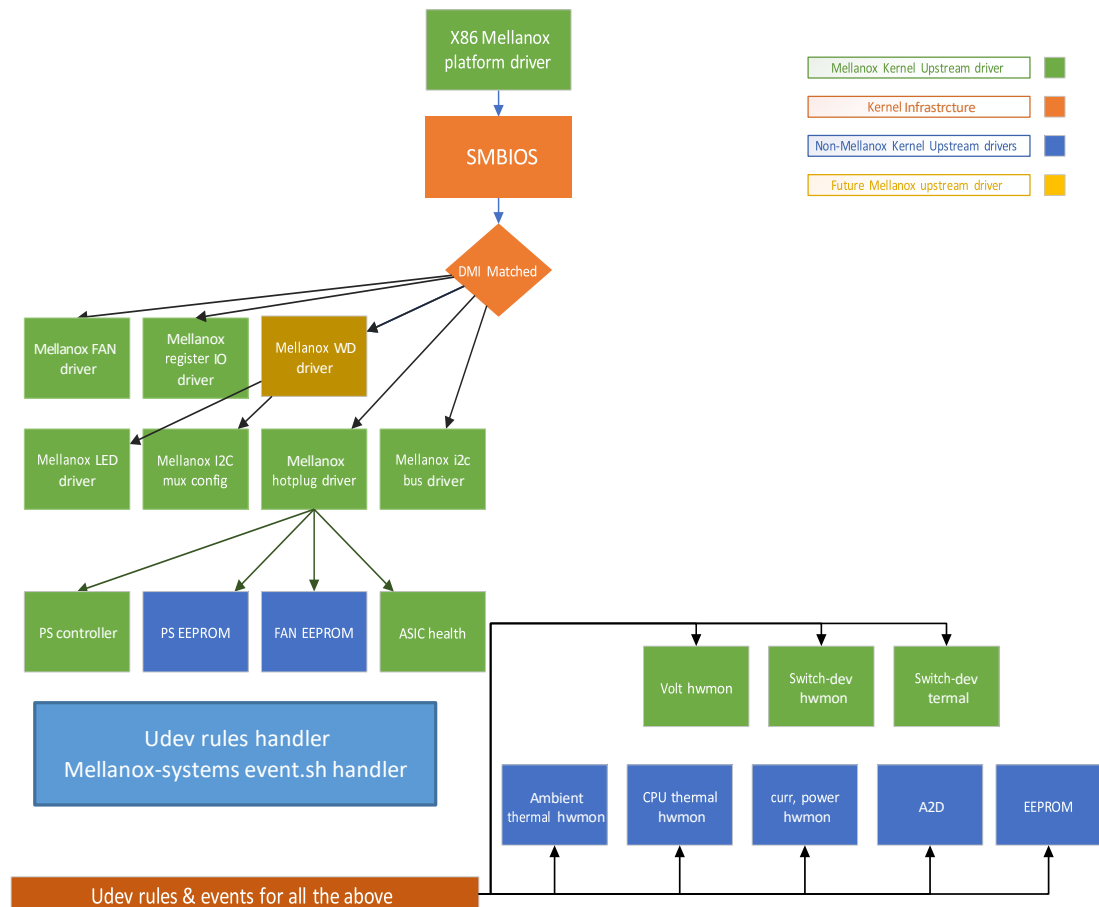 X86 Mellanox
platform driver
Mellanox Kernel Upstream driver
Kernel Infrastrcture
Non-Mellanox Kernel Upstream drivers
Future Mellanox upstream driver
SMBIOS
DMI Matched
Mellanox FAN
driver
Mellanox
register IO
driver
Mellanox WD
driver
Mellanox LED
driver
Mellanox I2C
mux config
Mellanox
hotplug driver
Mellanox i2c
bus driver
PS controller
PS EEPROM
FAN EEPROM
ASIC health
Volt hwmon
Switch-dev
hwmon
Switch-dev
termal
Udev rules handler
Mellanox-systems event.sh handler
Ambient
thermal hwmon
CPU thermal
hwmon
curr, power
hwmon
A2D
EEPROM
Udev rules & events for all the above